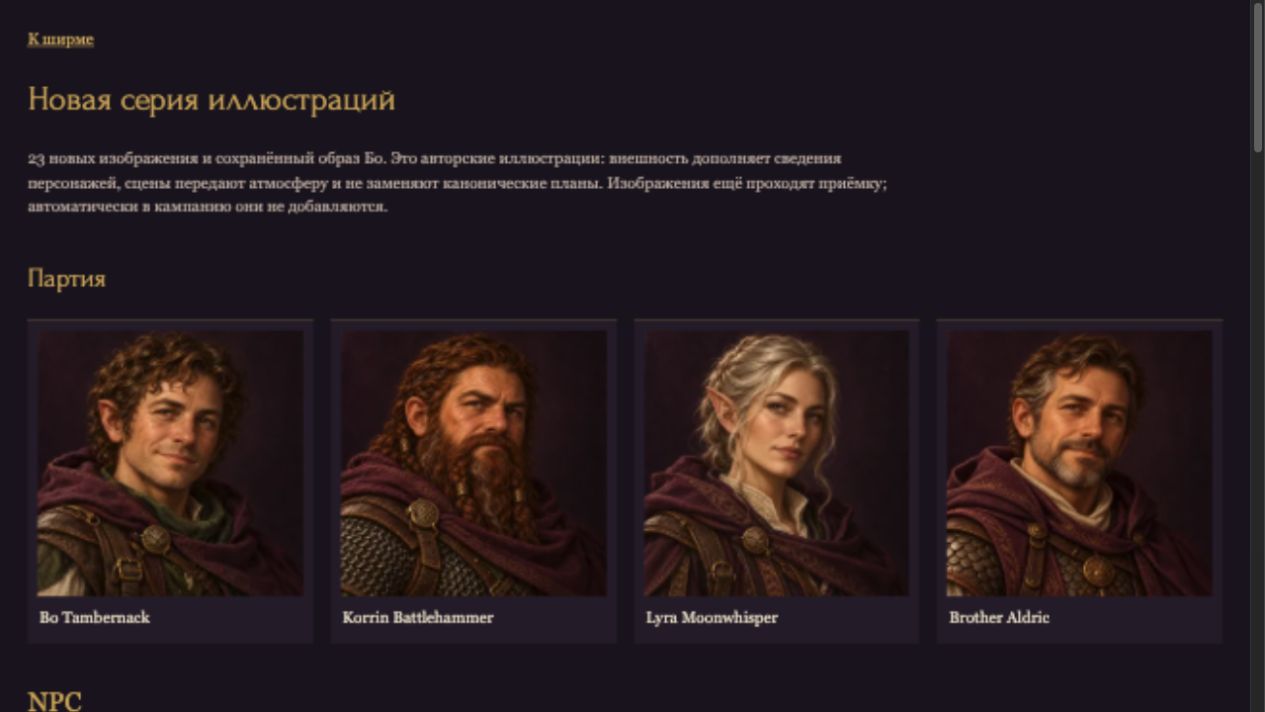 К ширме
Новая серия иллюстраций
23 новых изображения и сохранённый образ Бо. Это авторские иллюстрации: внешность дополняет сведения
персонажей, сцены передают атмосферу и не заменяют канонические планы. Изображения ещё проходят приёмку;
автоматически в кампанию они не добавляются.
Партия
Bo Tambernack
Korrin Battlehammer
Lyra Moonwhisper
Brother Aldric
NPC